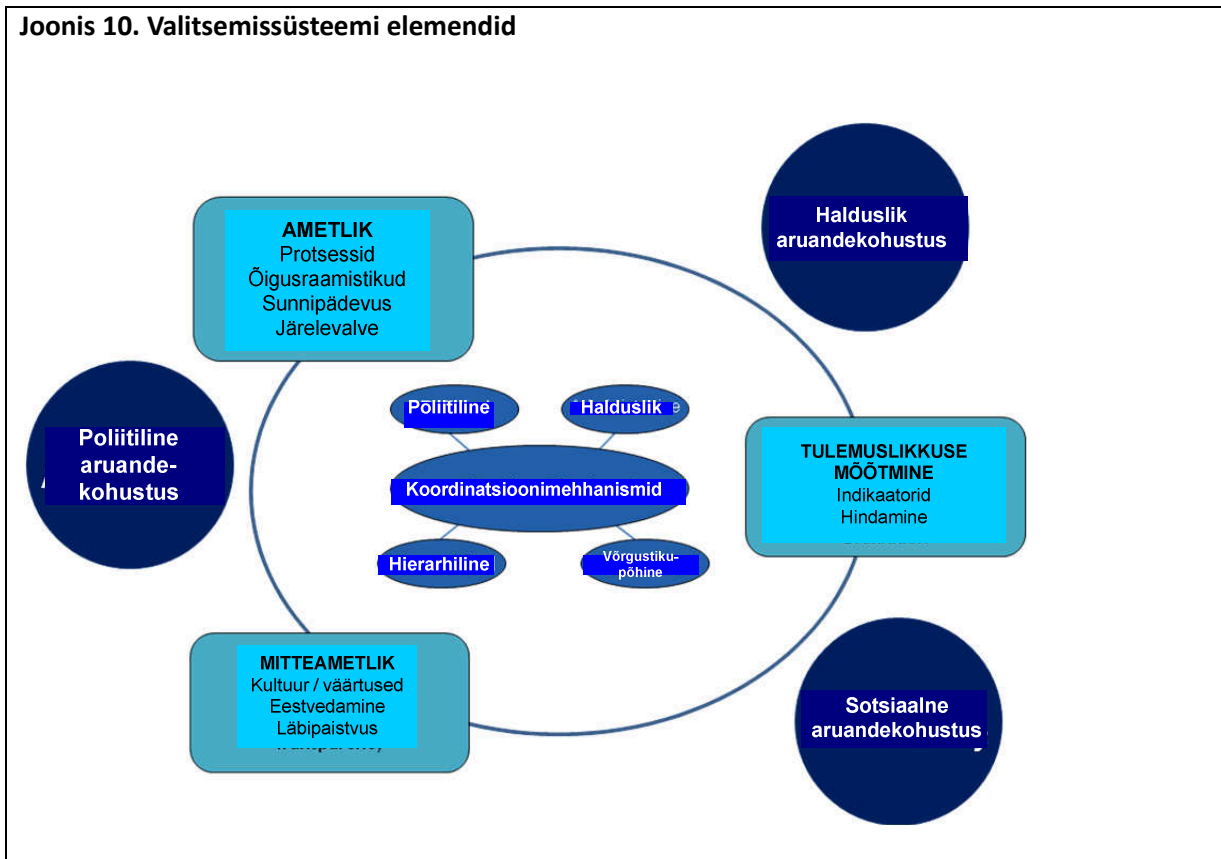 Joonis 10. Valitsemissüsteemi elemendid
Halduslik
aruandekohustus
AMETLIK
Protsessid
Õigusraamistikud
Sunnipädevus
Järelevalve
Poliitiline
aruande-
kohustus
Poliitiline
Halduslik
Koordinatsioonimehhanismid
Hierarhiline
Võrgustiku-
põhine
TULEMUSLIKKUSE
MÕÕTMINE
Indikaatorid
Hindamine
MITTEAMETLIK
Kultuur / väärtused
Eestvedamine
Läbipaistvus
Sotsiaalne
aruandekohustus